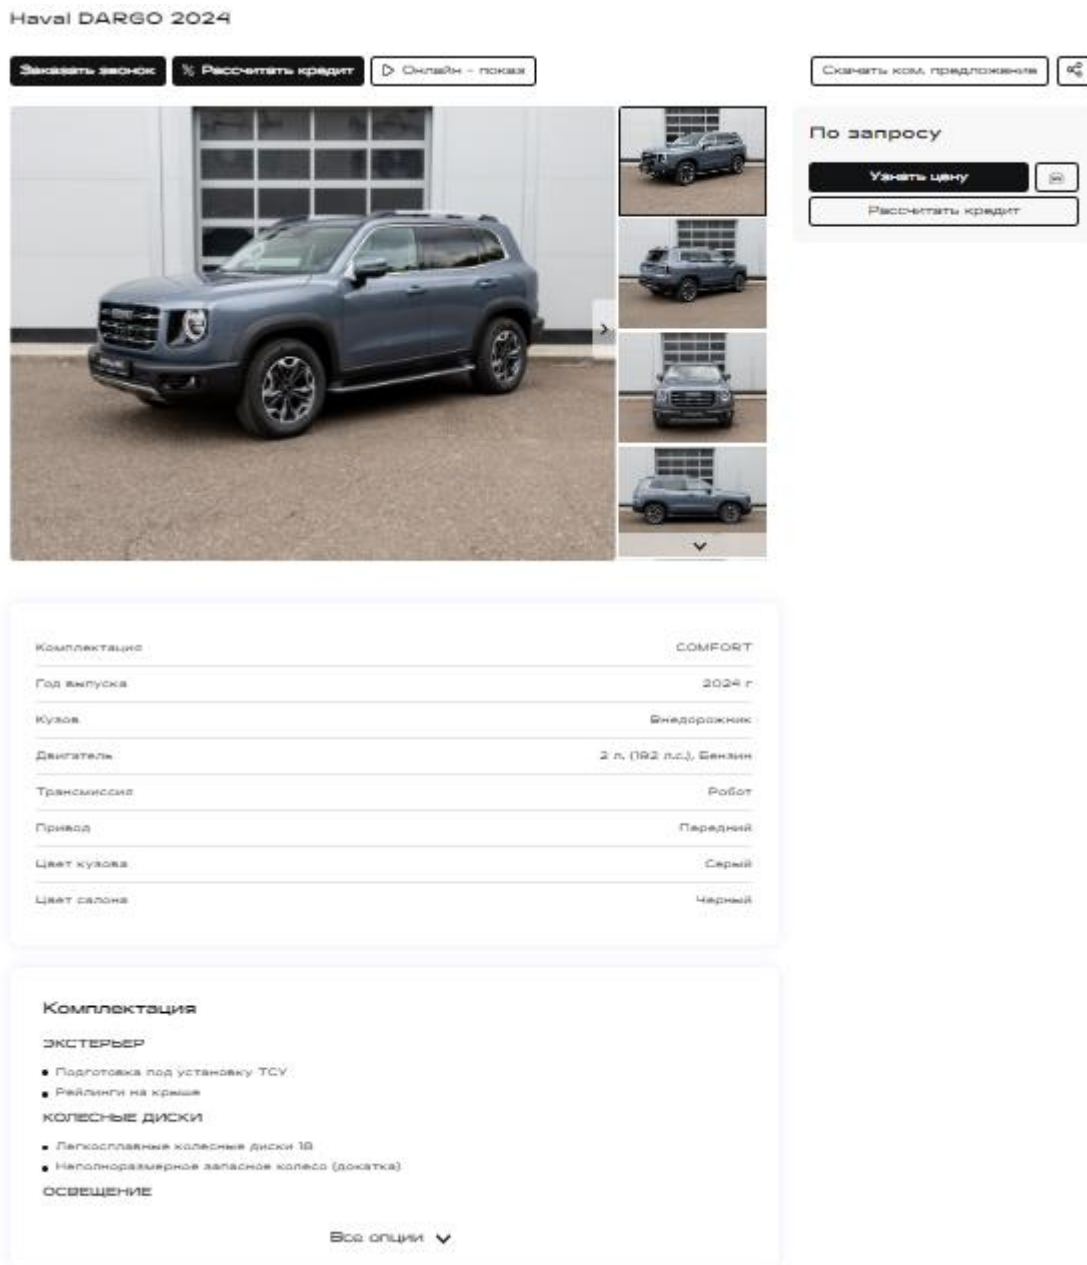 Haval DARGO 2024
Заказать звонок
% Рассчитать кредит
Онлайн - показ
Скачать ком. предложение
По запросу
Узнать цену
Рассчитать кредит
Комплектация COMFORT
Год выпуска 2024 г
Кузов Внедорожник
Двигатель 2 л. (192 л.с.), Бензин
Трансмиссия Робот
Привод Передний
Цвет кузова Серый
Цвет салона Черный
Комплектация
ЭКСТЕРЬЕР
Подготовка под установку ТСУ
Рейлинги на крыше
КОЛЕСНЫЕ ДИСКИ
Легкосплавные колесные диски 18
Неполноразмерное запасное колесо (докатка)
ОСВЕЩЕНИЕ
Все опции